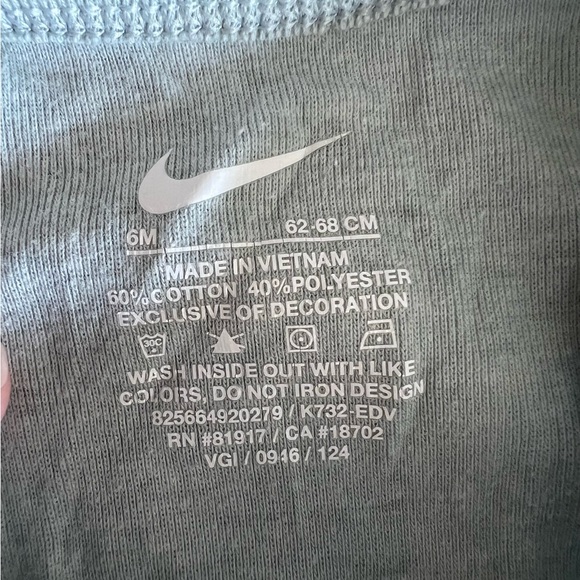 6M 62-68 CM
MADE IN VIETNAM
60% COTTON 40% POLYESTER
EXCLUSIVE OF DECORATION
30C
WASH INSIDE OUT WITH LIKE
COLORS, DO NOT IRON DESIGN
825664920279 / K732-EDV
RN #81917 / CA #18702
VGI / 0946 / 124